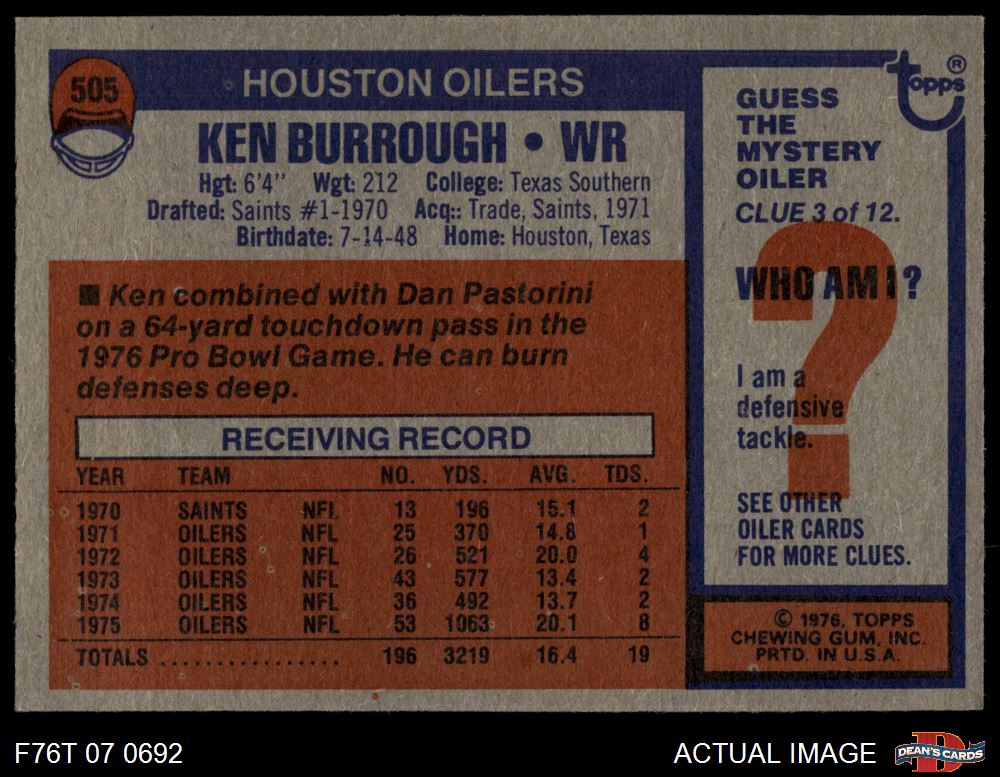 505
HOUSTON OILERS
KEN BURROUGH • WR
Hgt: 6'4" Wgt: 212 College: Texas Southern
Drafted: Saints #1-1970 Acq.: Trade, Saints, 1971
Birthdate: 7-14-48 Home: Houston, Texas
■ Ken combined with Dan Pastorini
on a 64-yard touchdown pass in the
1976 Pro Bowl Game. He can burn
defenses deep.
RECEIVING RECORD
YEAR TEAM NO. YDS. AVG. TDS.
1970 SAINTS NFL 13 196 15.1 2
1971 OILERS NFL 25 370 14.8 1
1972 OILERS NFL 26 521 20.0 4
1973 OILERS NFL 43 577 13.4 2
1974 OILERS NFL 36 492 13.7 2
1975 OILERS NFL 53 1063 20.1 8
TOTALS ................. 196 3219 16.4 19
topps ®
GUESS
THE
MYSTERY
OILER
CLUE 3 of 12.
WHO AM I?
?
I am a
defensive
tackle.
SEE OTHER
OILER CARDS
FOR MORE CLUES.
© 1976, TOPPS
CHEWING GUM, INC.
PRTD. IN U.S.A.
F76T 07 0692
ACTUAL IMAGE
D
DEAN'S CARDS